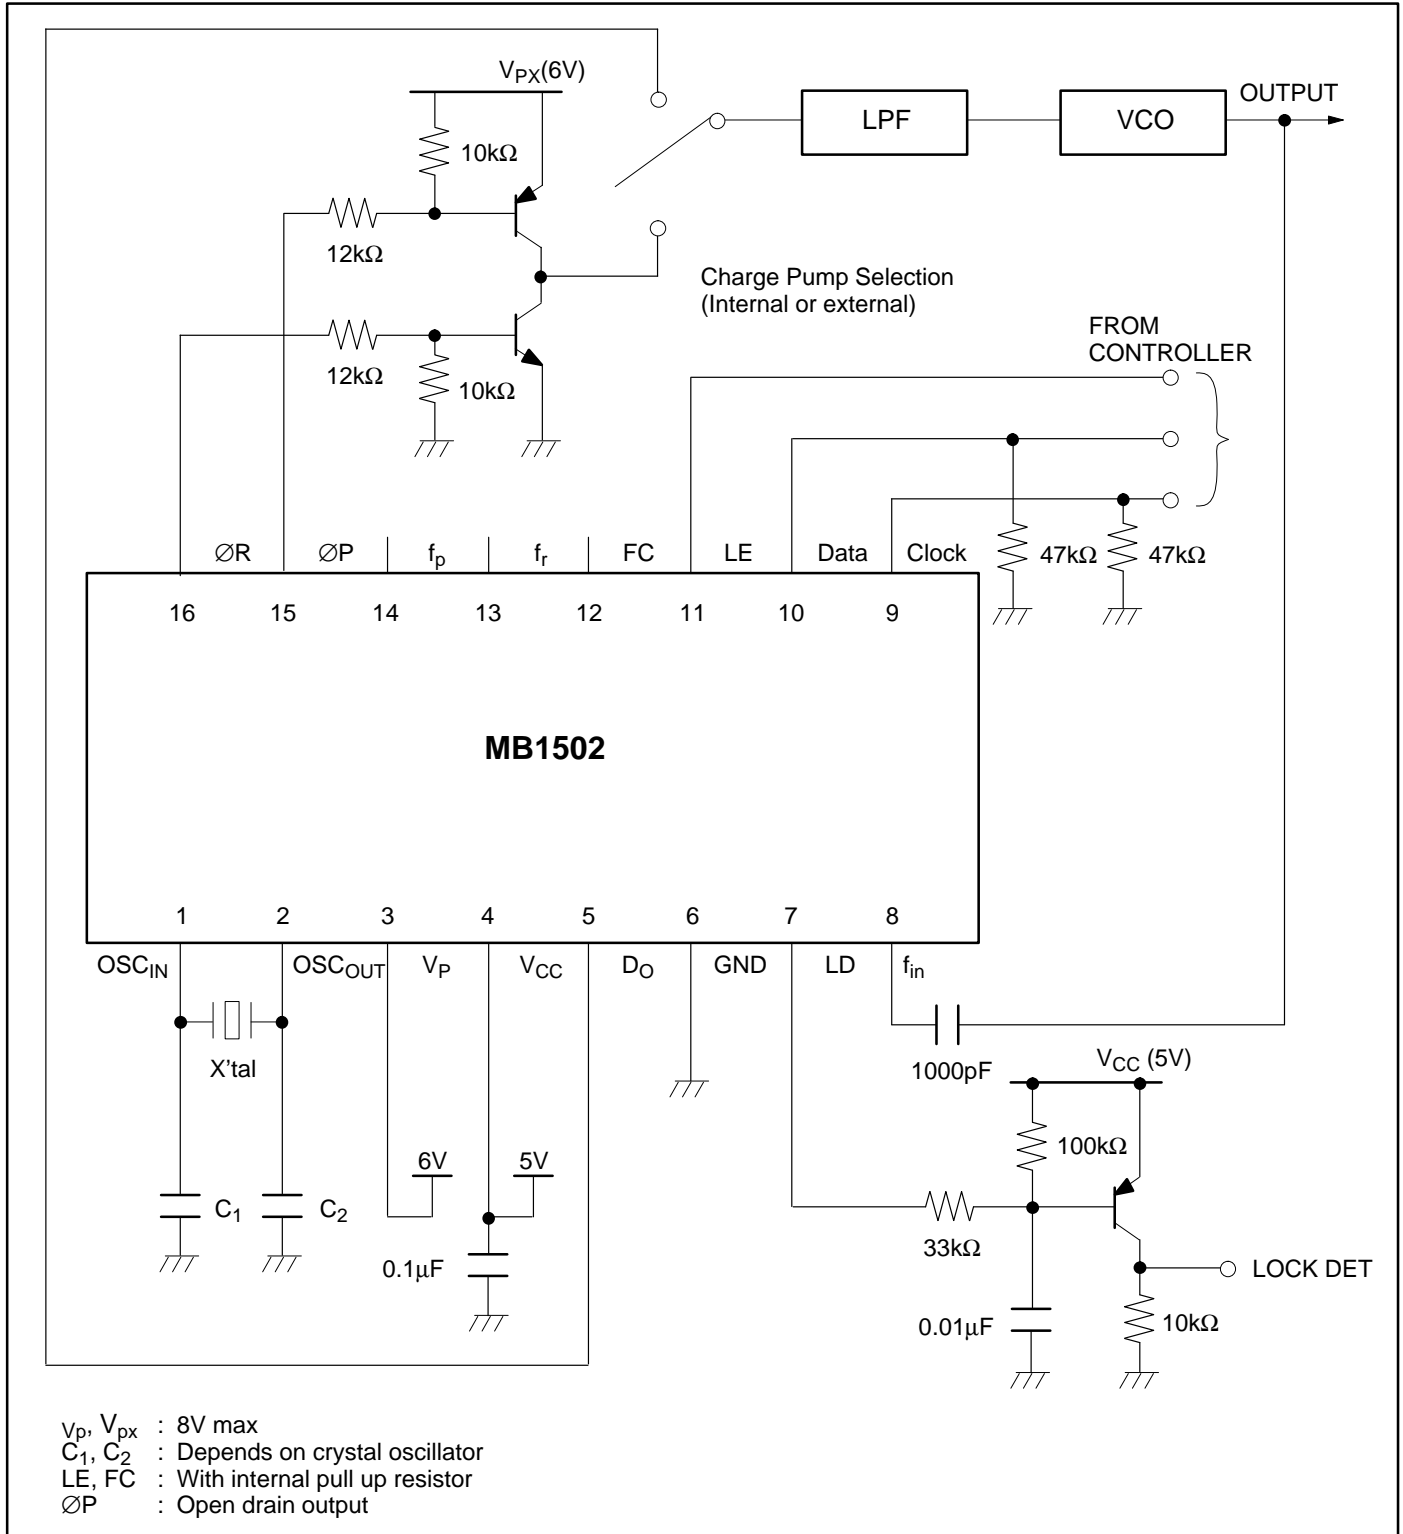 V_PX(6V)
LPF
VCO
OUTPUT
10kΩ
12kΩ
Charge Pump Selection
(Internal or external)
FROM
CONTROLLER
12kΩ
10kΩ
∅R
∅P
f_p
f_r
FC
LE
Data
Clock
47kΩ
47kΩ
16
15
14
13
12
11
10
9
MB1502
1
2
3
4
5
6
7
8
OSC_IN
OSC_OUT
V_P
V_CC
D_O
GND
LD
f_in
X'tal
1000pF
V_CC (5V)
100kΩ
6V
5V
C_1
C_2
33kΩ
0.1μF
LOCK DET
0.01μF
10kΩ
V_p, V_px : 8V max
C_1, C_2 : Depends on crystal oscillator
LE, FC : With internal pull up resistor
∅P : Open drain output